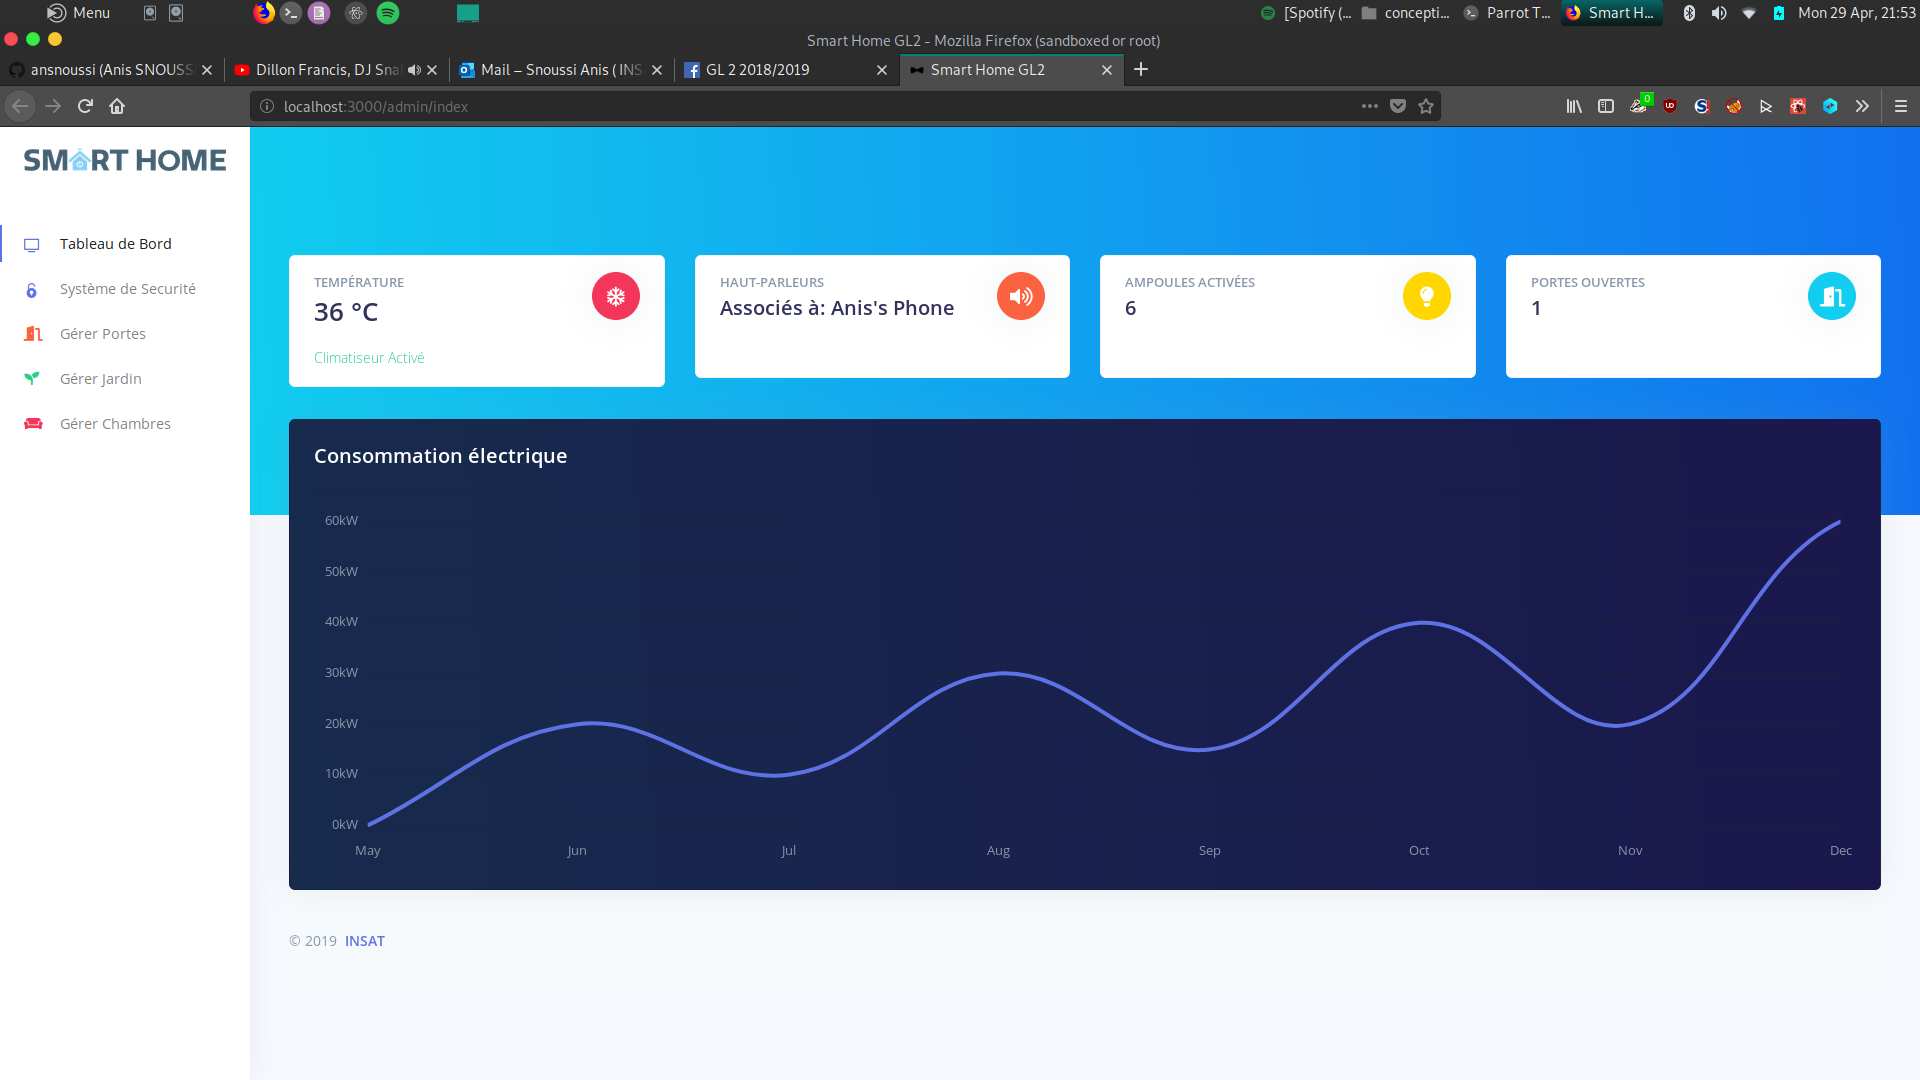 Menu
[Spotify (...
concepti...
Parrot T...
Smart H...
Mon 29 Apr, 21:53
Smart Home GL2 - Mozilla Firefox (sandboxed or root)
ansnoussi (Anis SNOUSS
Dillon Francis, DJ Snal
Mail – Snoussi Anis ( INS
GL 2 2018/2019
Smart Home GL2
localhost:3000/admin/index
0
SMART HOME
Tableau de Bord
Système de Securité
Gérer Portes
Gérer Jardin
Gérer Chambres
TEMPÉRATURE
36 °C
Climatiseur Activé
HAUT-PARLEURS
Associés à: Anis's Phone
AMPOULES ACTIVÉES
6
PORTES OUVERTES
1
Consommation électrique
60kW
50kW
40kW
30kW
20kW
10kW
0kW
May Jun Jul Aug Sep Oct Nov Dec
© 2019 INSAT